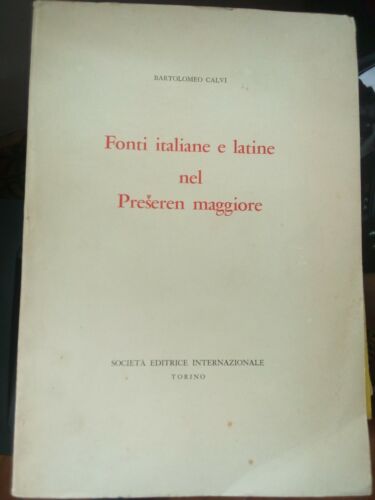 BARTOLOMEO CALVI
Fonti italiane e latine
nel
Prešeren maggiore
SOCIETÀ EDITRICE INTERNAZIONALE
TORINO